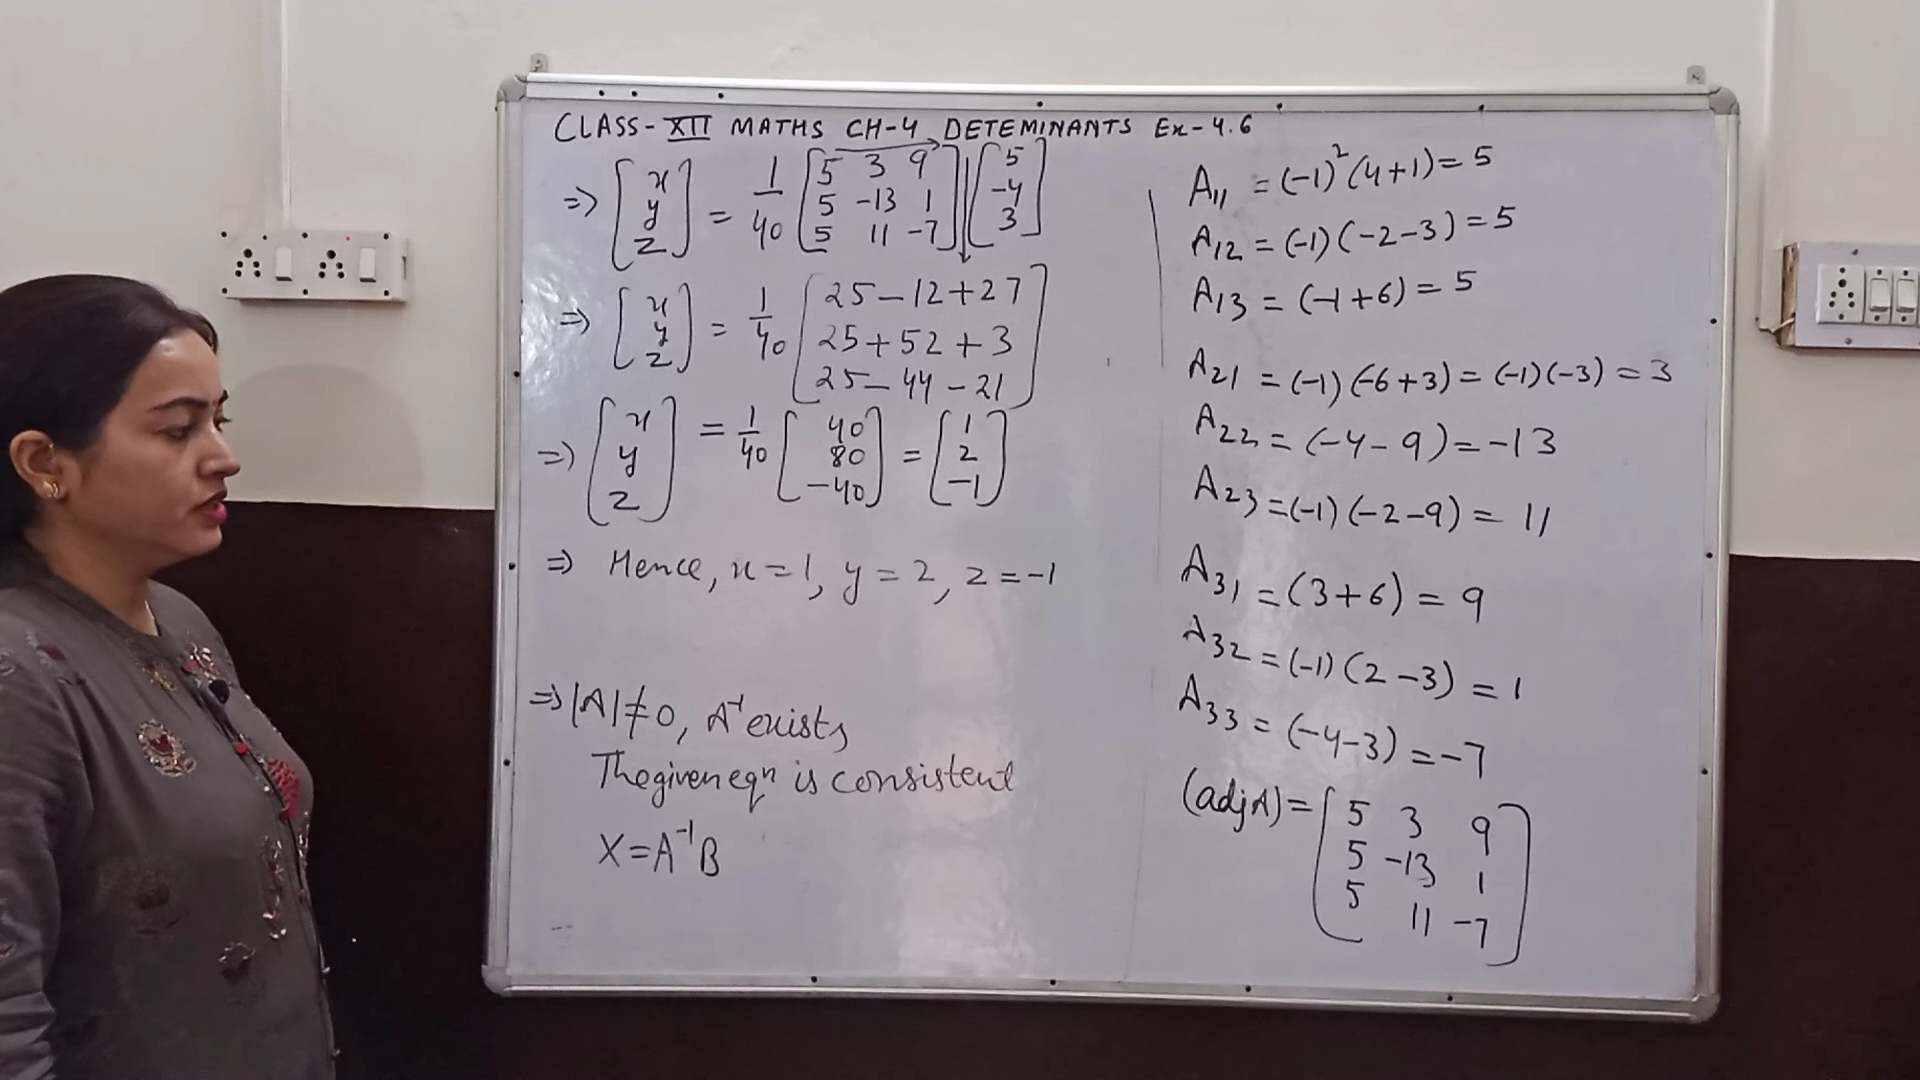 CLASS-XII MATHS CH-4 DETEMINANTS Ex-4.6
=> [x y z] = 1/40 [5 3 9; 5 -13 1; 5 11 -7] [5 -4 3]
=> [x y z] = 1/40 [25-12+27; 25+52+3; 25-44-21]
=> [x y z] = 1/40 [40 80 -40] = [1 2 -1]
=> Hence, x=1, y=2, z=-1
=> |A|≠0, A⁻¹ exists
The given eqn is consistent
X=A⁻¹B
A11 = (-1)²(4+1)=5
A12 = (-1)(-2-3)=5
A13 = (-1+6)=5
A21 = (-1)(-6+3)=(-1)(-3)=3
A22 = (-4-9)=-13
A23 =(-1)(-2-9)=11
A31 =(3+6)=9
A32 =(-1)(2-3)=1
A33 =(-4-3)=-7
(adjA)=[5 3 9; 5 -13 1; 5 11 -7]